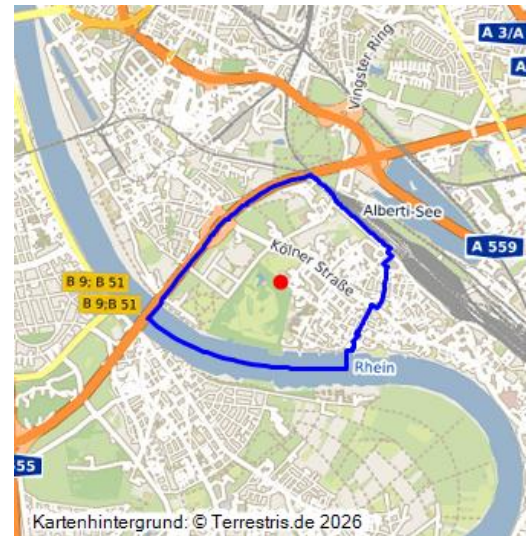 A 3/A
A
Vingster Ring
Alberti-See
A 559
Kölner Straße
B 9; B 51
B 9;B 51
Rhein
55
Kartenhintergrund: © Terrestris.de 2026